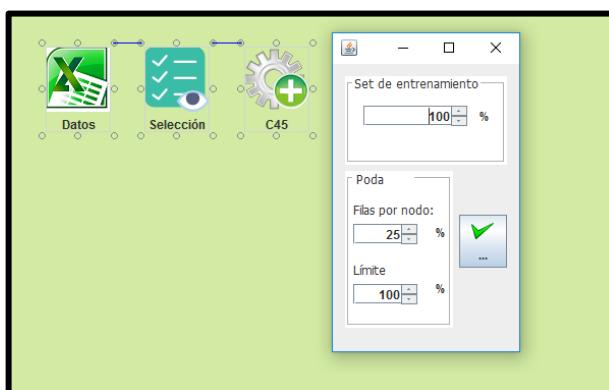 Datos
Selección
C45
Set de entrenamiento
100 %
Poda
Filas por nodo:
25 %
Límite
100 %
...